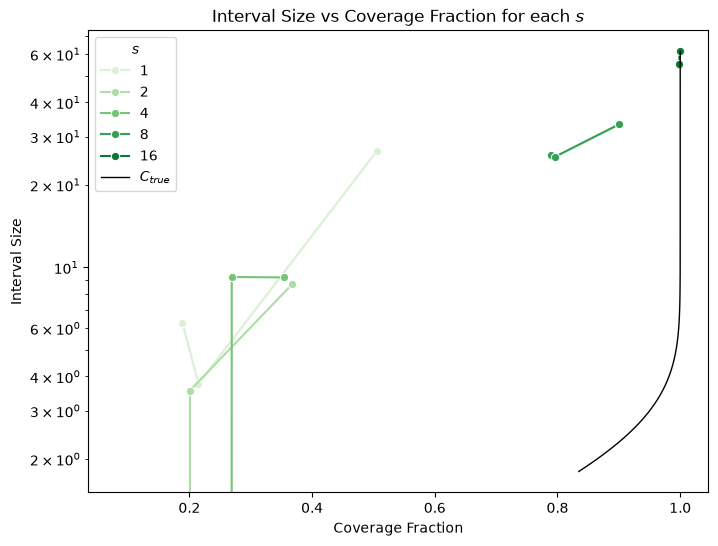 Interval Size vs Coverage Fraction for each s
s
1
2
4
8
16
C_{true}
6 × 10^1
4 × 10^1
3 × 10^1
2 × 10^1
10^1
6 × 10^0
4 × 10^0
3 × 10^0
2 × 10^0
Interval Size
0.2 0.4 0.6 0.8 1.0
Coverage Fraction